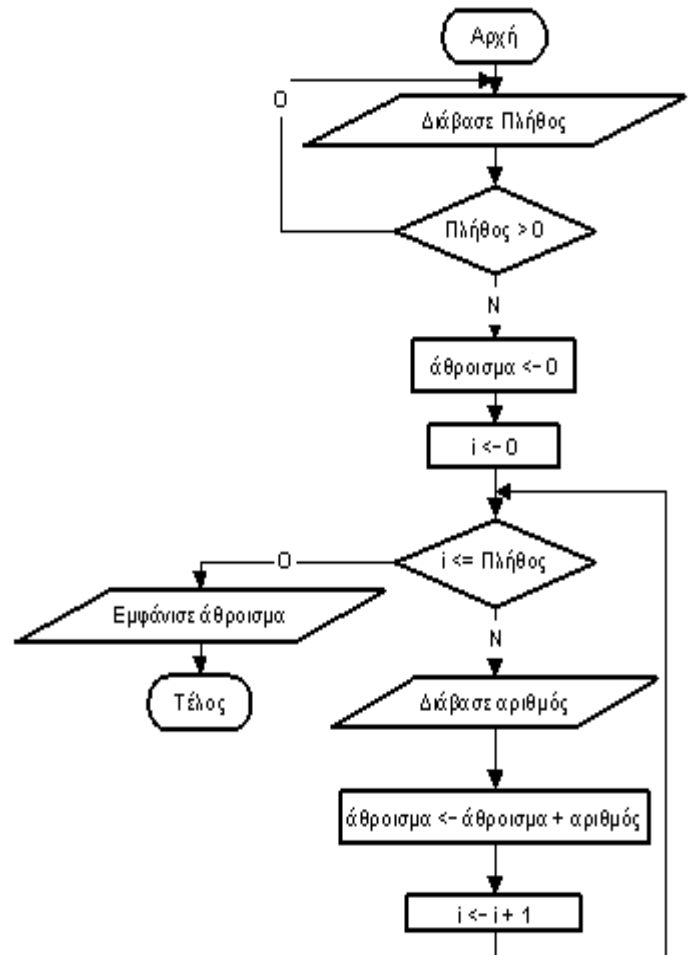 Αρχή
Ο
Διάβασε Πλήθος
Πλήθος > 0
Ν
άθροισμα <- 0
i <- 0
Ο
i <= Πλήθος
Εμφάνισε άθροισμα
Ν
Τέλος
Διάβασε αριθμός
άθροισμα <- άθροισμα + αριθμός
i <- i + 1